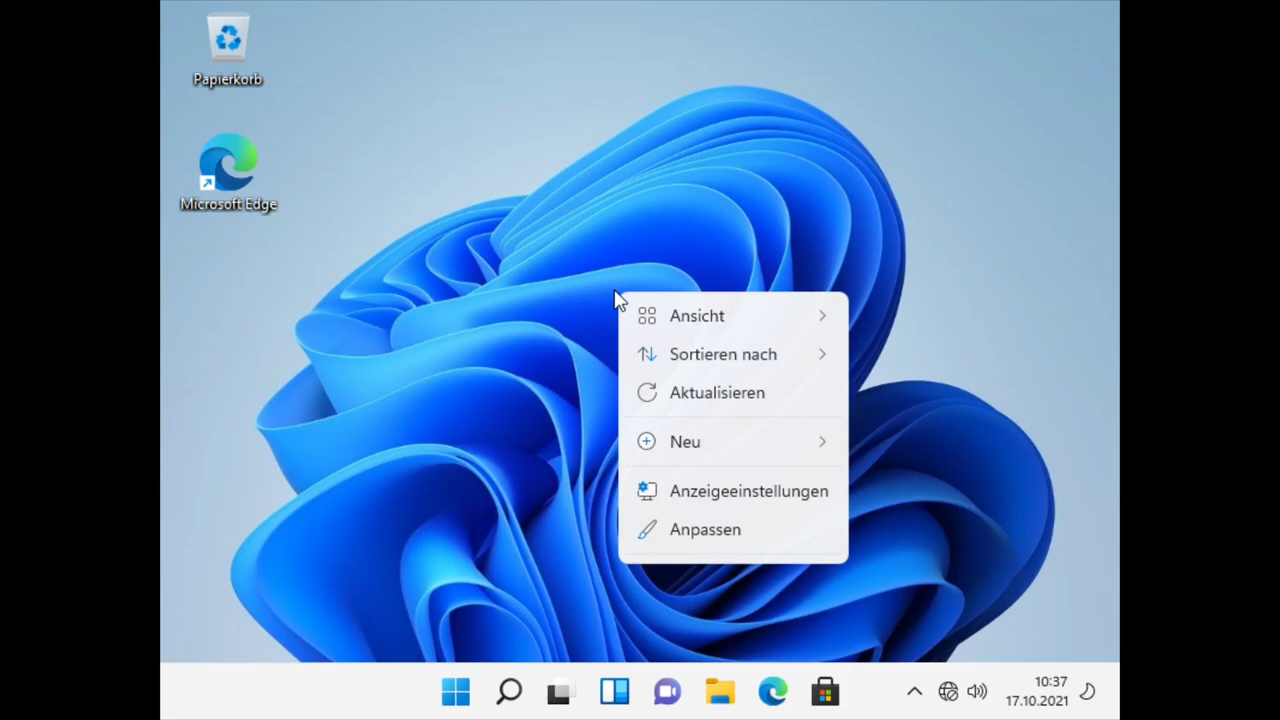 Papierkorb
Microsoft Edge
Ansicht
Sortieren nach
Aktualisieren
Neu
Anzeigeeinstellungen
Anpassen
10:37
17.10.2021